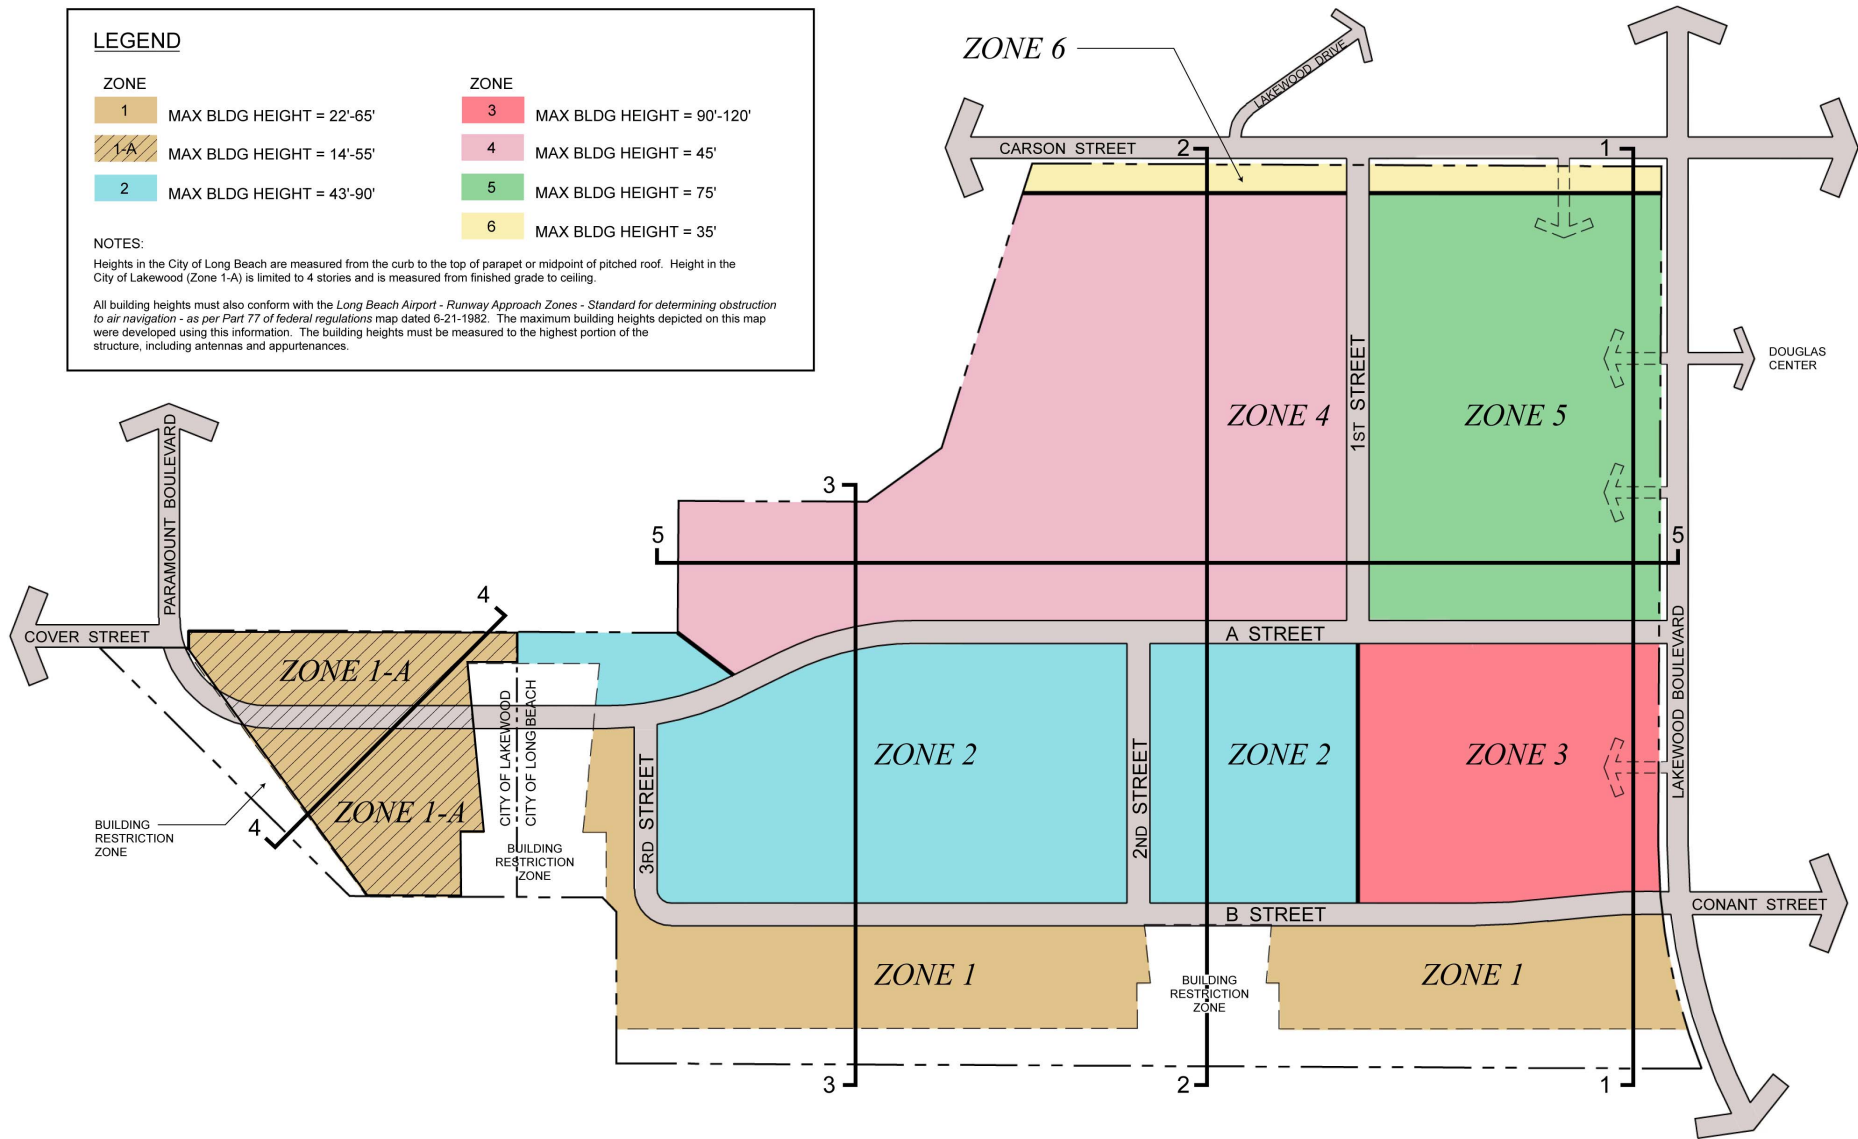 LEGEND
ZONE
1 MAX BLDG HEIGHT = 22'-65'
1-A MAX BLDG HEIGHT = 14'-55'
2 MAX BLDG HEIGHT = 43'-90'
ZONE
3 MAX BLDG HEIGHT = 90'-120'
4 MAX BLDG HEIGHT = 45'
5 MAX BLDG HEIGHT = 75'
6 MAX BLDG HEIGHT = 35'
NOTES:
Heights in the City of Long Beach are measured from the curb to the top of parapet or midpoint of pitched roof. Height in the
City of Lakewood (Zone 1-A) is limited to 4 stories and is measured from finished grade to ceiling.
All building heights must also conform with the Long Beach Airport - Runway Approach Zones - Standard for determining obstruction
to air navigation - as per Part 77 of federal regulations map dated 6-21-1982. The maximum building heights depicted on this map
were developed using this information. The building heights must be measured to the highest portion of the
structure, including antennas and appurtenances.
ZONE 6
LAKEWOOD DRIVE
CARSON STREET
2
1
1ST STREET
DOUGLAS
CENTER
ZONE 4
ZONE 5
PARAMOUNT BOULEVARD
3
5
5
4
COVER STREET
A STREET
LAKEWOOD BOULEVARD
ZONE 1-A
CITY OF LAKEWOOD
CITY OF LONG BEACH
ZONE 2
ZONE 2
ZONE 3
3RD STREET
2ND STREET
ZONE 1-A
4
BUILDING
RESTRICTION
ZONE
BUILDING
RESTRICTION
ZONE
B STREET
CONANT STREET
ZONE 1
BUILDING
RESTRICTION
ZONE
ZONE 1
3
2
1